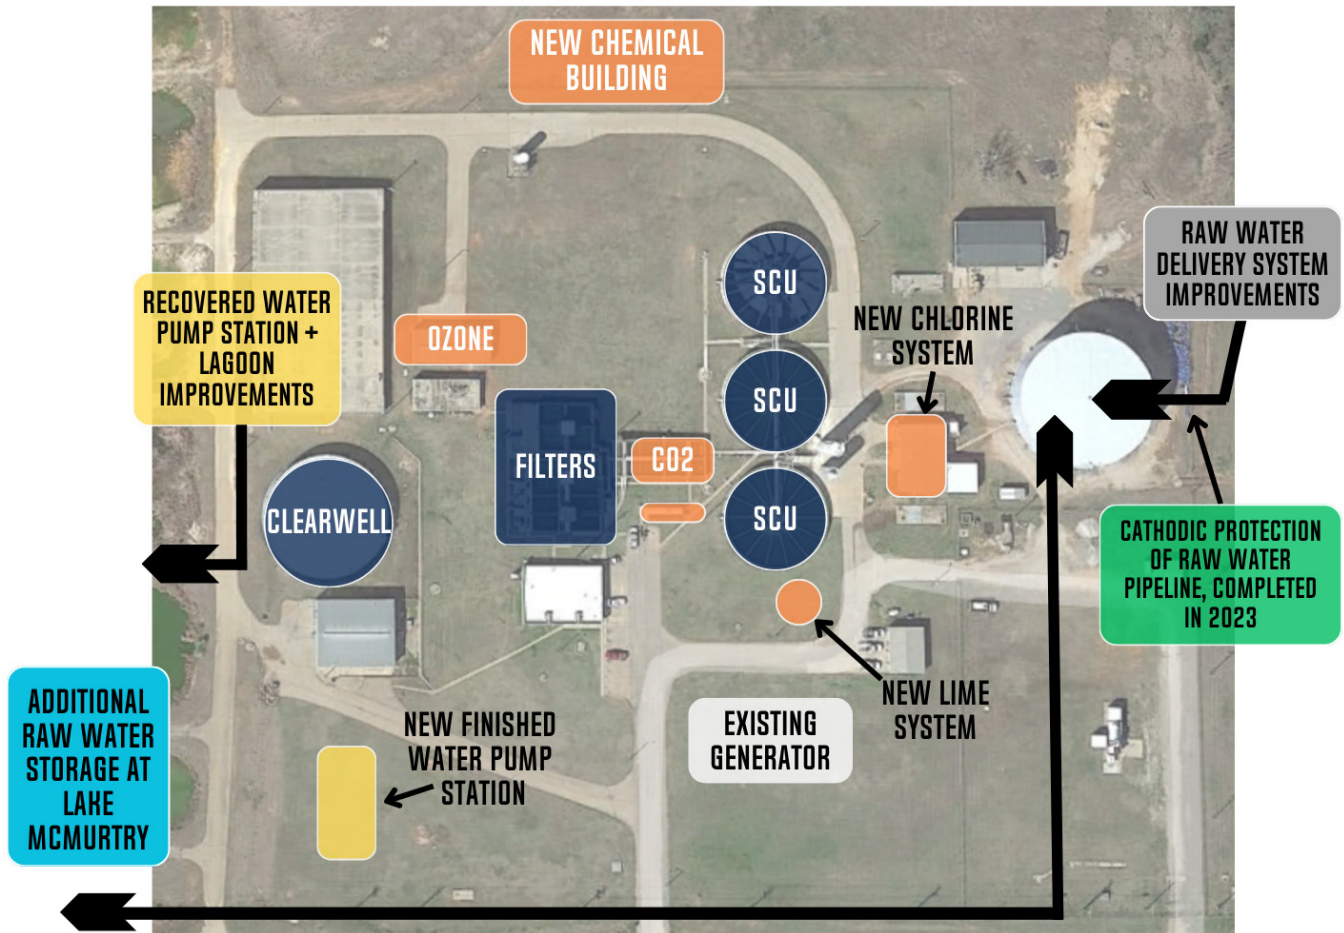 NEW CHEMICAL
BUILDING
RAW WATER
DELIVERY SYSTEM
IMPROVEMENTS
RECOVERED WATER
PUMP STATION +
LAGOON
IMPROVEMENTS
OZONE
SCU
NEW CHLORINE
SYSTEM
SCU
FILTERS
CO2
SCU
CLEARWELL
CATHODIC PROTECTION
OF RAW WATER
PIPELINE, COMPLETED
IN 2023
ADDITIONAL
RAW WATER
STORAGE AT
LAKE
MCMURTRY
NEW FINISHED
WATER PUMP
STATION
EXISTING
GENERATOR
NEW LIME
SYSTEM